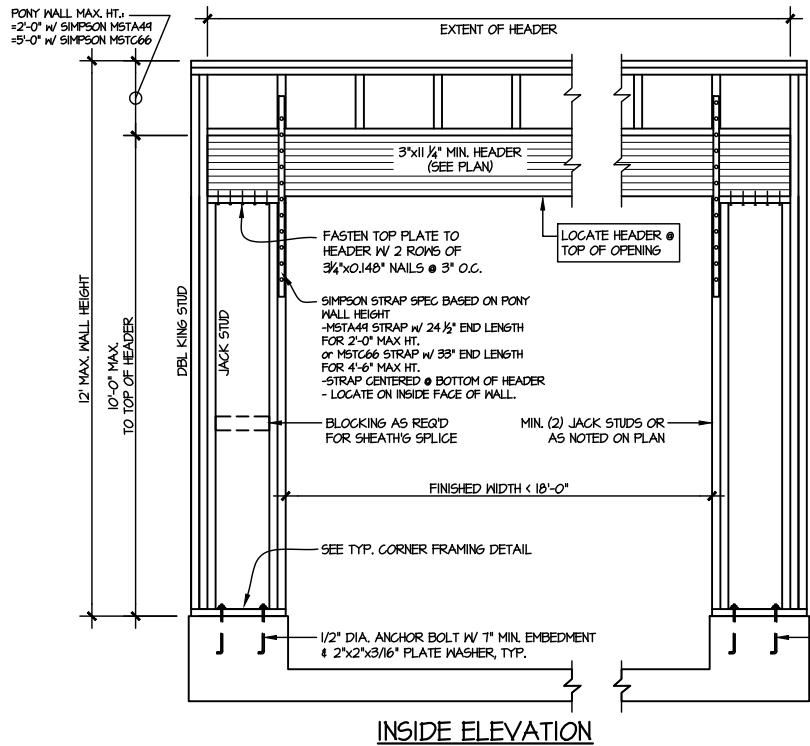 PONY WALL MAX. HT.:
=2'-0" W/ SIMPSON MSTA49
=5'-0" W/ SIMPSON MSTC66
EXTENT OF HEADER
3"x11 1/4" MIN. HEADER
(SEE PLAN)
FASTEN TOP PLATE TO
HEADER W/ 2 ROWS OF
3 1/4"x0.148" NAILS @ 3" O.C.
LOCATE HEADER @
TOP OF OPENING
SIMPSON STRAP SPEC BASED ON PONY
WALL HEIGHT
-MSTA49 STRAP w/ 24 1/2" END LENGTH
FOR 2'-0" MAX HT.
or MSTC66 STRAP w/ 33" END LENGTH
FOR 4'-6" MAX HT.
-STRAP CENTERED @ BOTTOM OF HEADER
- LOCATE ON INSIDE FACE OF WALL.
12' MAX. WALL HEIGHT
10'-0" MAX.
TO TOP OF HEADER
DBL KING STUD
JACK STUD
BLOCKING AS REQ'D
FOR SHEATH'G SPLICE
MIN. (2) JACK STUDS OR
AS NOTED ON PLAN
FINISHED WIDTH < 18'-0"
SEE TYP. CORNER FRAMING DETAIL
1/2" DIA. ANCHOR BOLT W/ 7" MIN. EMBEDMENT
& 2"x2"x3/16" PLATE WASHER, TYP.
INSIDE ELEVATION